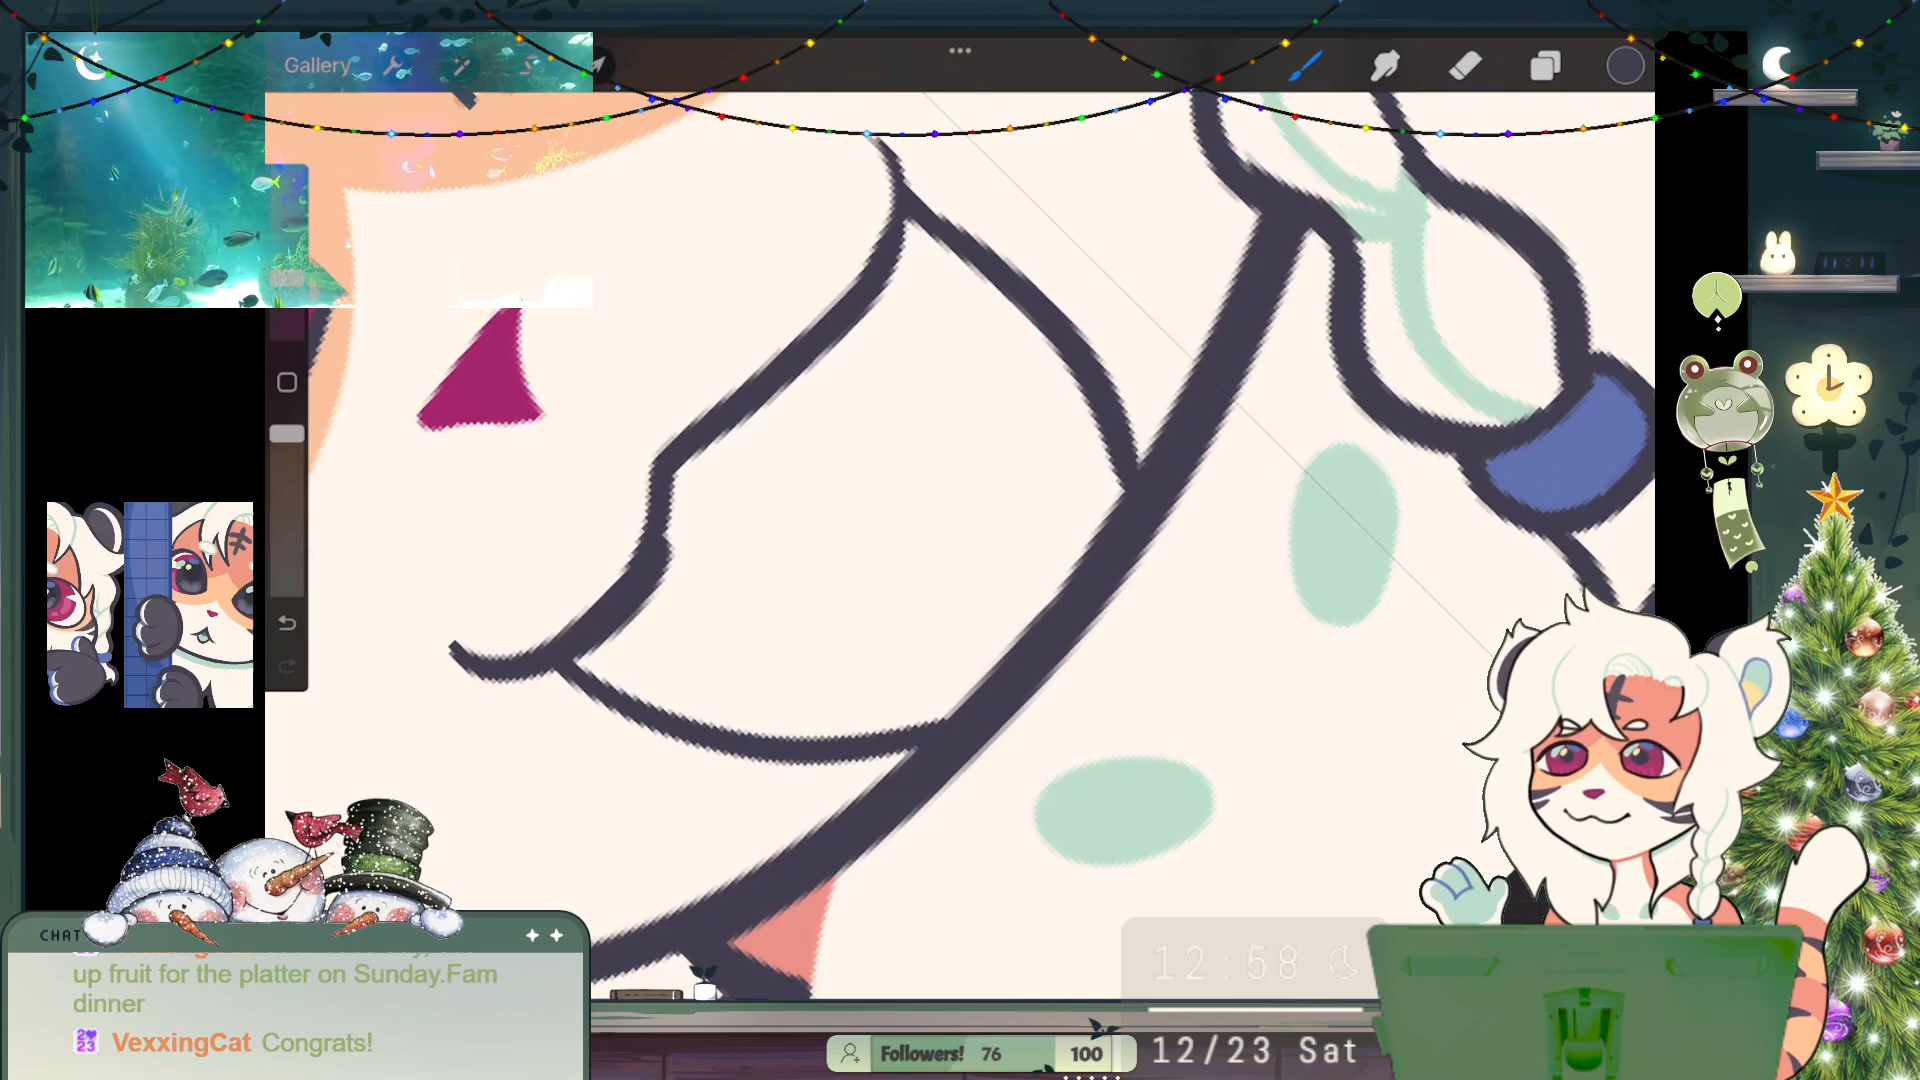 Gallery
CHAT
up fruit for the platter on Sunday.Fam
dinner
VexxingCat Congrats!
12:58
Followers! 76 100
12/23 Sat